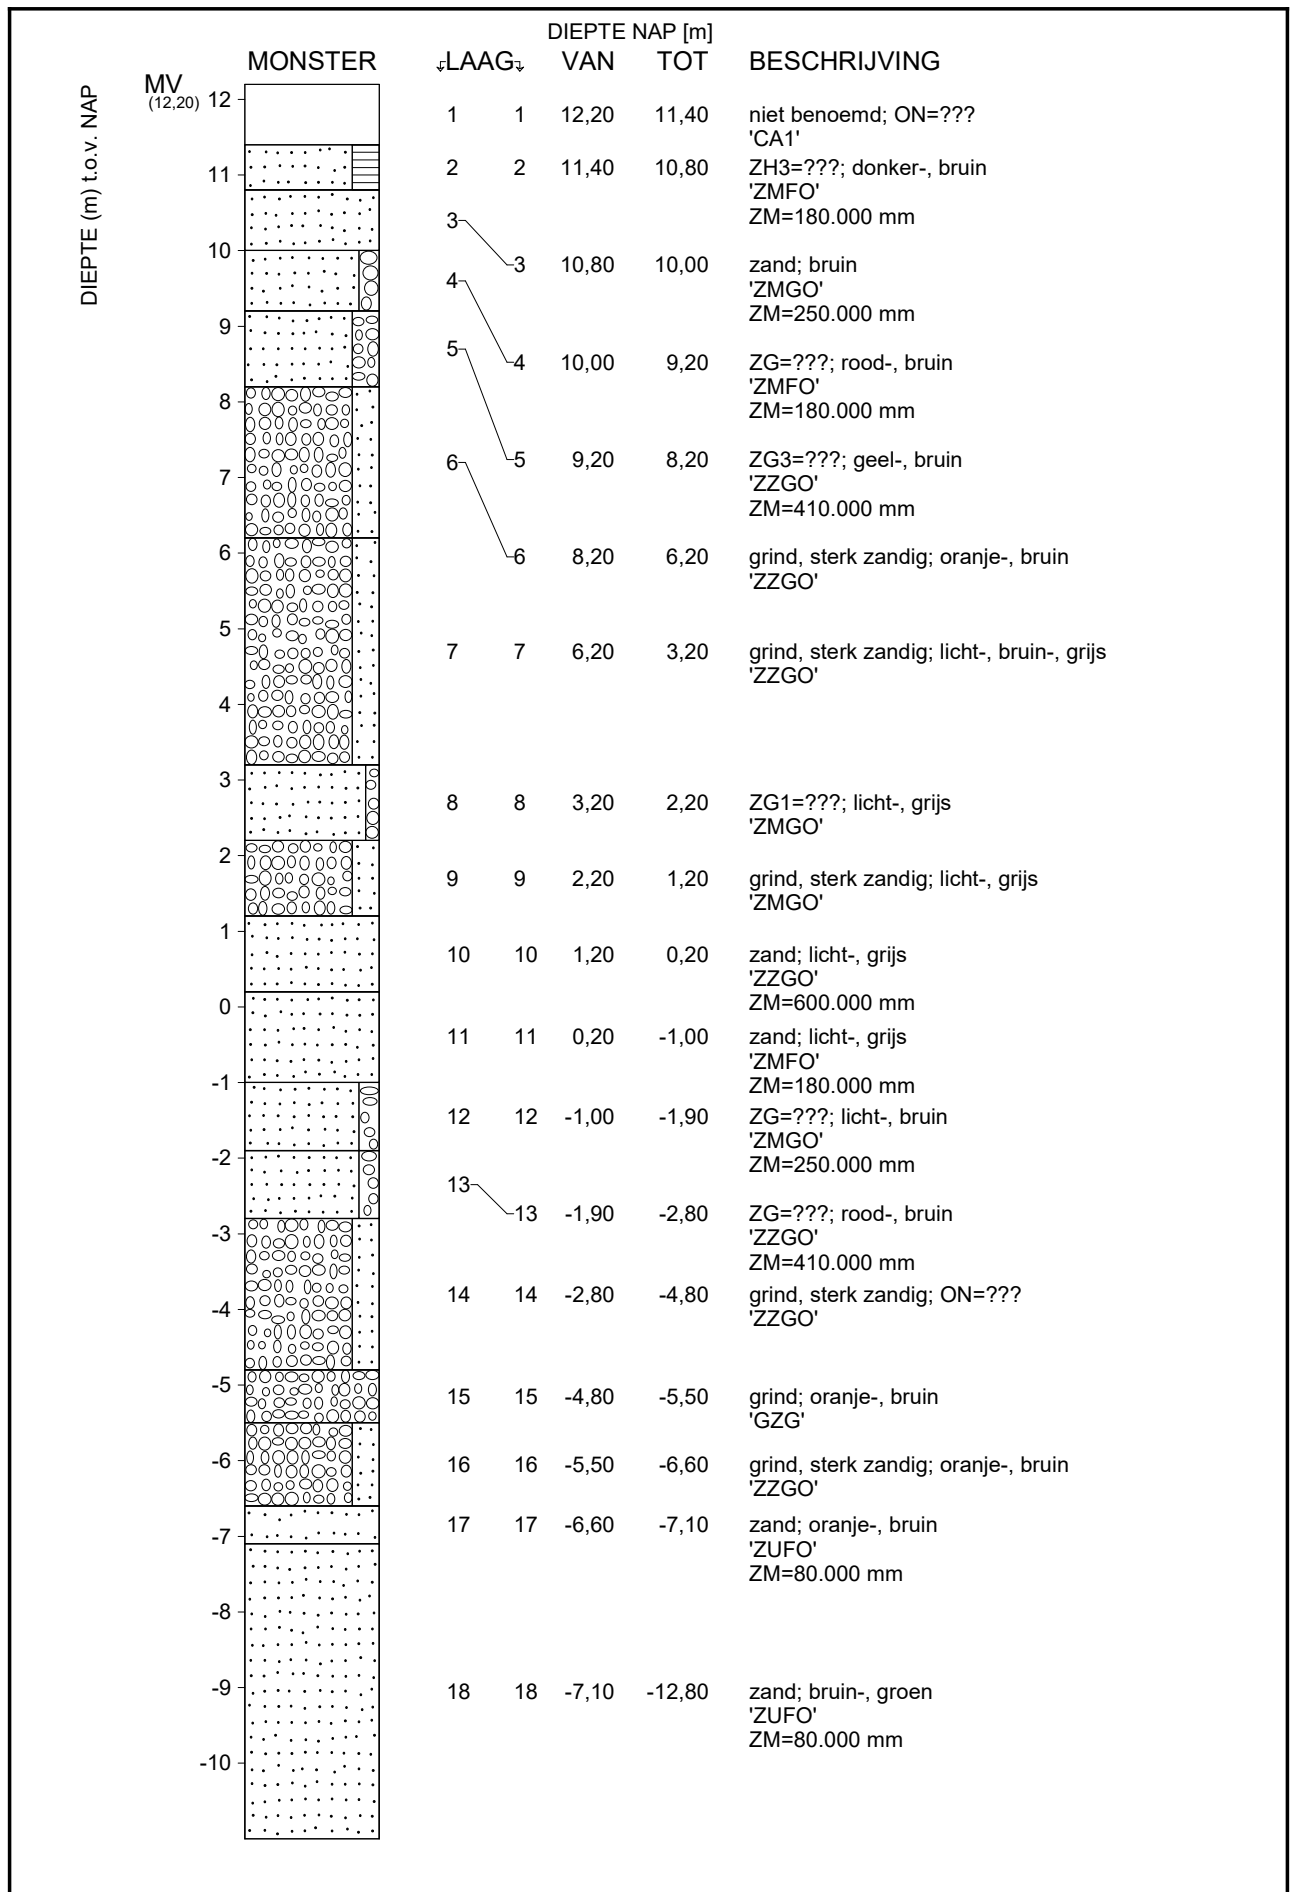 DIEPTE NAP [m]
MONSTER LAAG VAN TOT BESCHRIJVING
MV
(12,20)
DIEPTE (m) t.o.v. NAP
12
1 1 12,20 11,40 niet benoemd; ON=???
'CA1'
11
2 2 11,40 10,80 ZH3=???; donker-, bruin
'ZMFO'
ZM=180.000 mm
3
10
3 10,80 10,00 zand; bruin
'ZMGO'
ZM=250.000 mm
4
9
5
4 10,00 9,20 ZG=???; rood-, bruin
'ZMFO'
ZM=180.000 mm
8
6
5 9,20 8,20 ZG3=???; geel-, bruin
'ZZGO'
ZM=410.000 mm
7
6
6 8,20 6,20 grind, sterk zandig; oranje-, bruin
'ZZGO'
5
7 7 6,20 3,20 grind, sterk zandig; licht-, bruin-, grijs
'ZZGO'
4
3
8 8 3,20 2,20 ZG1=???; licht-, grijs
'ZMGO'
2
9 9 2,20 1,20 grind, sterk zandig; licht-, grijs
'ZMGO'
1
10 10 1,20 0,20 zand; licht-, grijs
'ZZGO'
ZM=600.000 mm
0
11 11 0,20 -1,00 zand; licht-, grijs
'ZMFO'
ZM=180.000 mm
-1
12 12 -1,00 -1,90 ZG=???; licht-, bruin
'ZMGO'
ZM=250.000 mm
-2
13
13 -1,90 -2,80 ZG=???; rood-, bruin
'ZZGO'
ZM=410.000 mm
-3
14 14 -2,80 -4,80 grind, sterk zandig; ON=???
'ZZGO'
-4
-5
15 15 -4,80 -5,50 grind; oranje-, bruin
'GZG'
-6
16 16 -5,50 -6,60 grind, sterk zandig; oranje-, bruin
'ZZGO'
-7
17 17 -6,60 -7,10 zand; oranje-, bruin
'ZUFO'
ZM=80.000 mm
-8
-9
18 18 -7,10 -12,80 zand; bruin-, groen
'ZUFO'
ZM=80.000 mm
-10